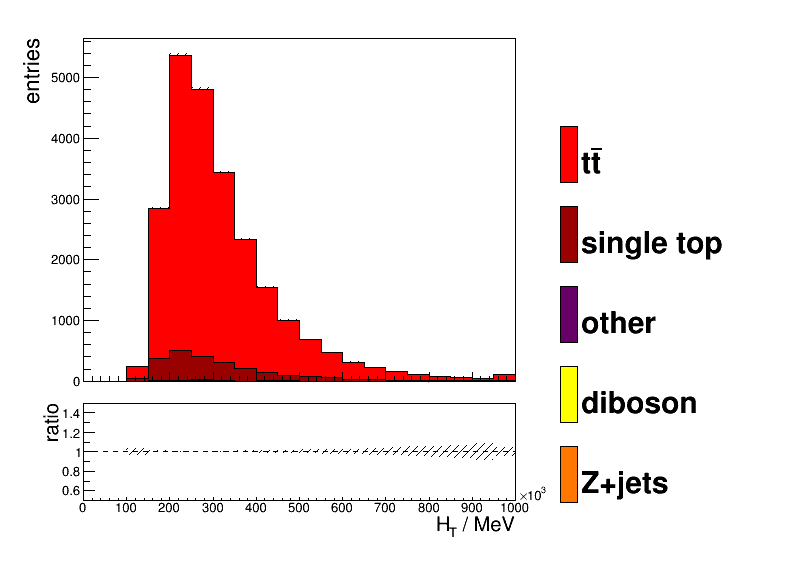 entries
5000
4000
3000
2000
1000
0
ratio
1.4
1.2
1
0.8
0.6
0 100 200 300 400 500 600 700 800 900 1000
×10³
H_T / MeV
tt̄
single top
other
diboson
Z+jets